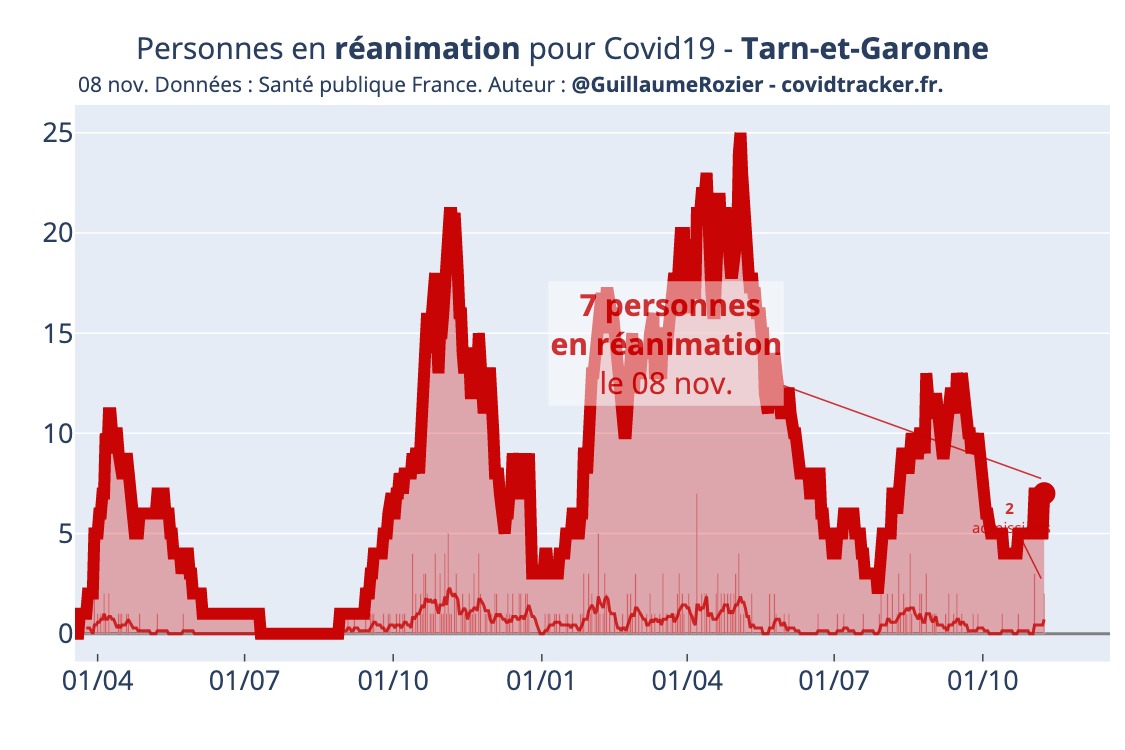 Personnes en réanimation pour Covid19 - Tarn-et-Garonne
08 nov. Données : Santé publique France. Auteur : @GuillaumeRozier - covidtracker.fr.
25
20
15
10
5
0
7 personnes
en réanimation
le 08 nov.
2
admissions
01/04 01/07 01/10 01/01 01/04 01/07 01/10